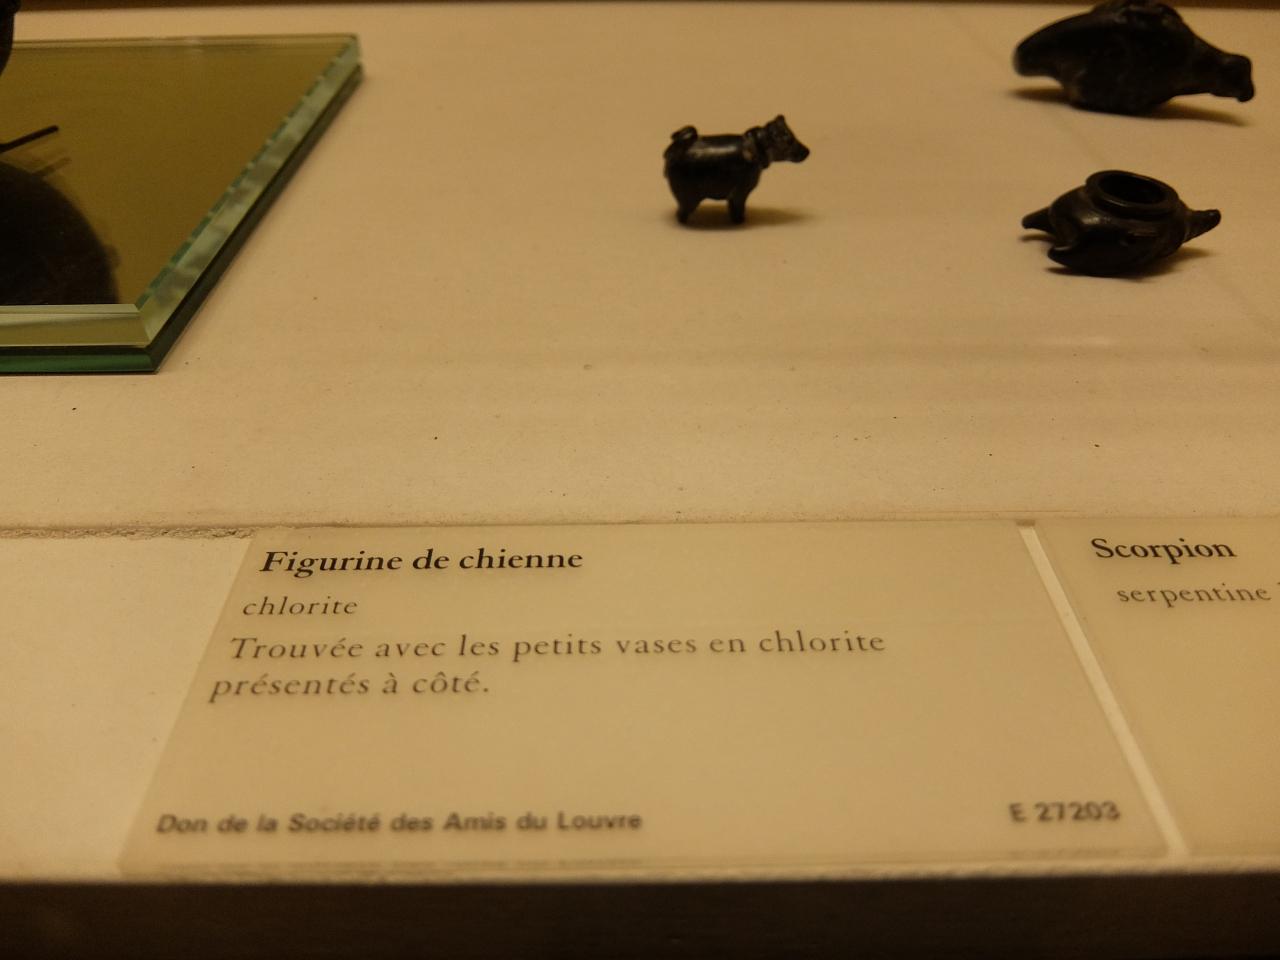 Figurine de chienne
chlorite
Trouvée avec les petits vases en chlorite
présentés à côté.
Don de la Société des Amis du Louvre
E 27203
Scorpion
serpentine